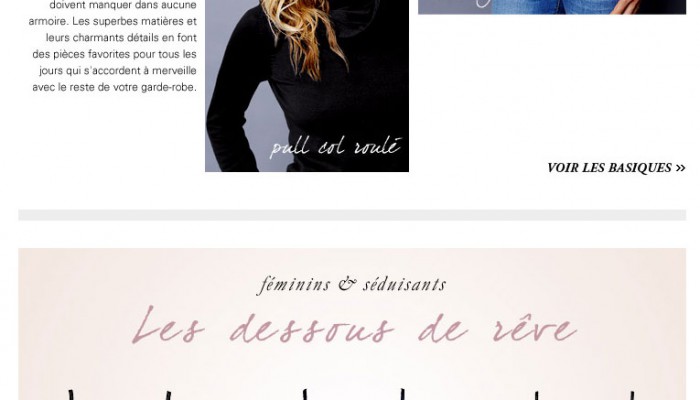 doivent manquer dans aucune
armoire. Les superbes matières et
leurs charmants détails en font
des pièces favorites pour tous les
jours qui s'accordent à merveille
avec le reste de votre garde-robe.
pull col roulé
VOIR LES BASIQUES »
féminins & séduisants
Les dessous de rêve